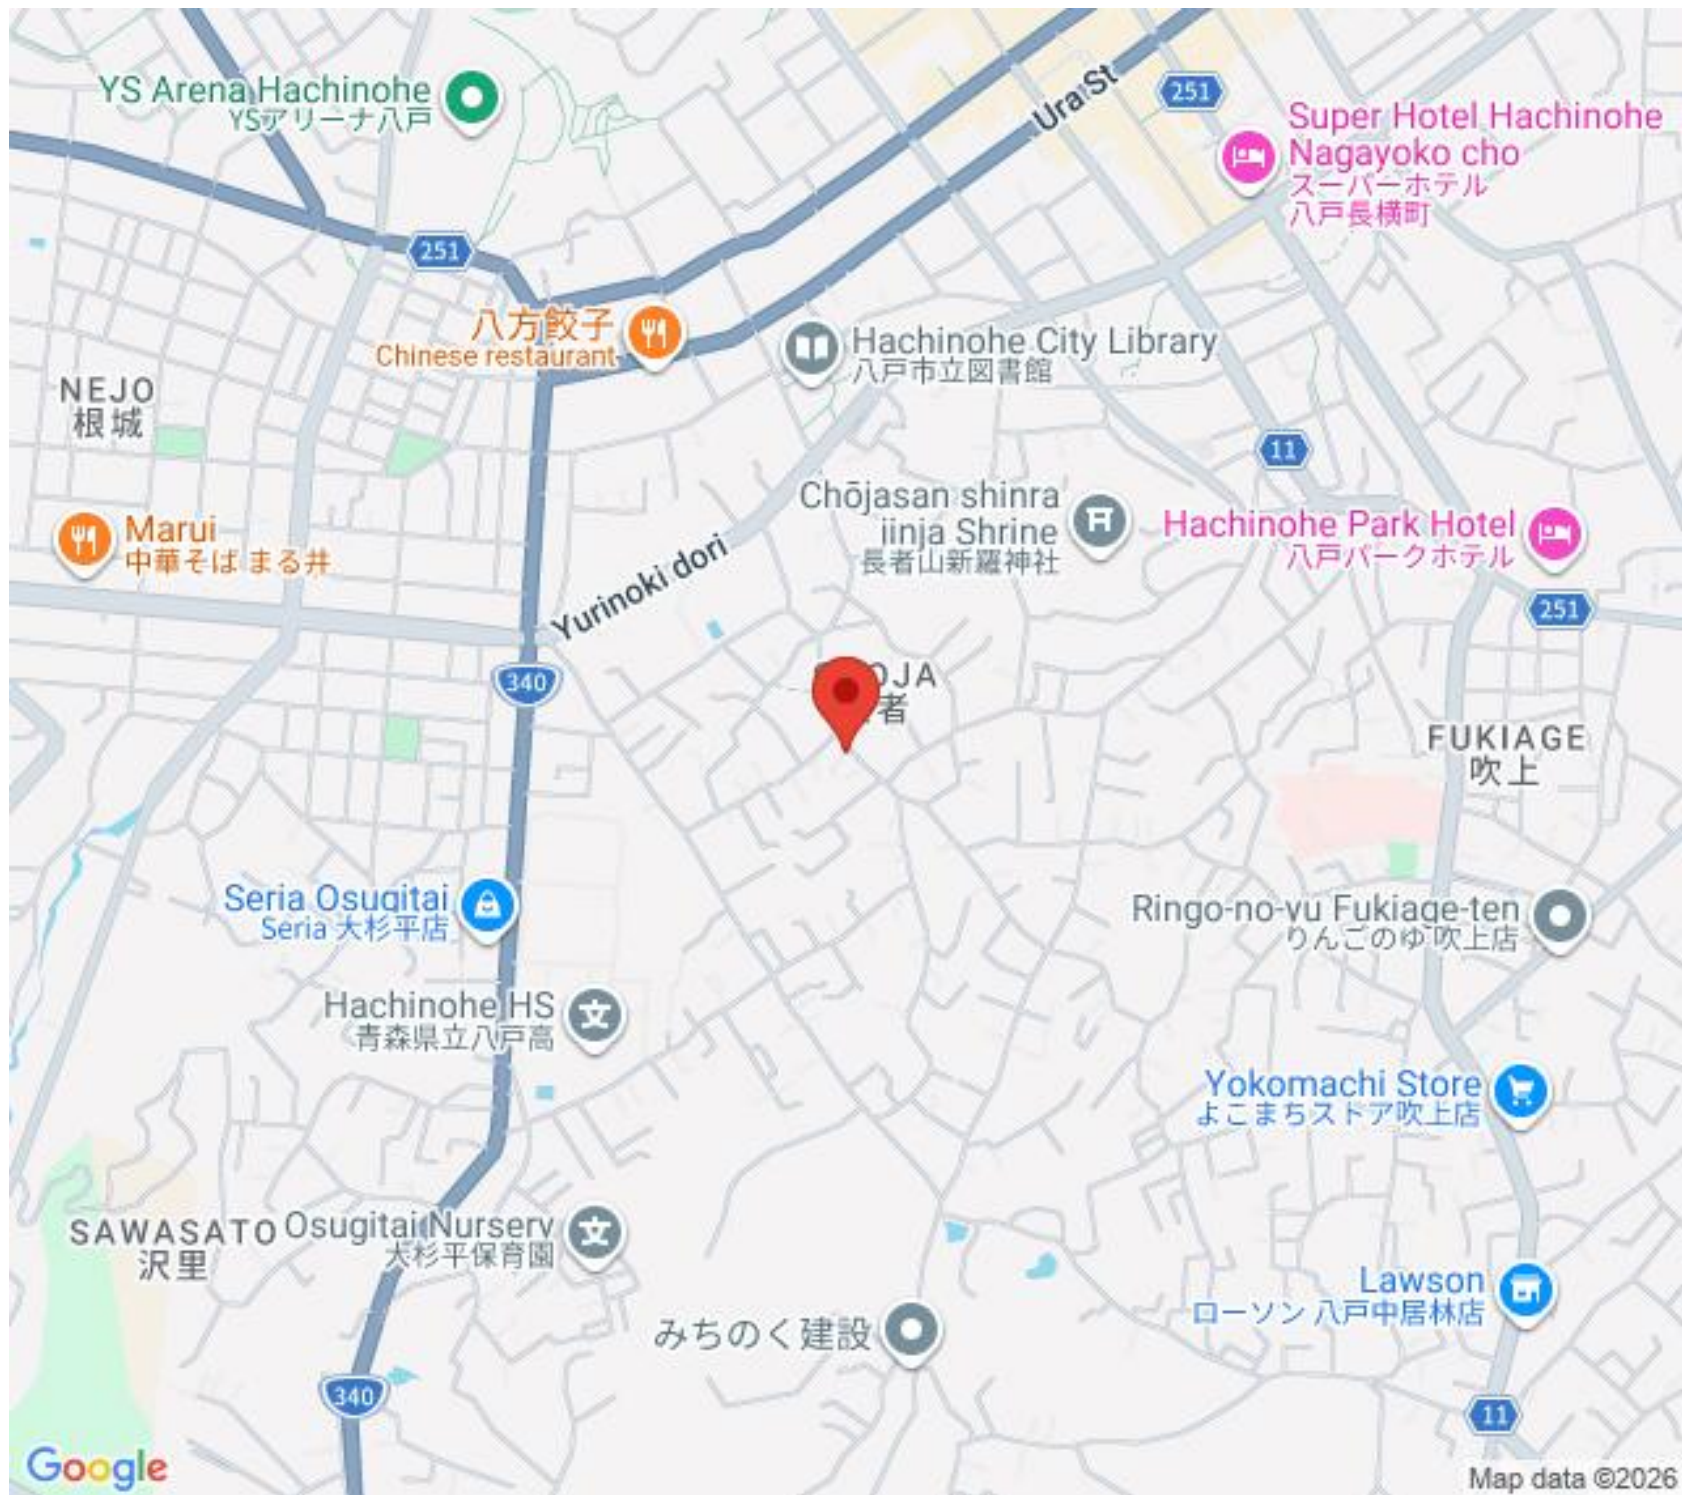 YS Arena Hachinohe
YSアリーナ八戸
251
Ura St
251
Super Hotel Hachinohe
Nagayoko cho
スーパーホテル
八戸長横町
八方餃子
Chinese restaurant
Hachinohe City Library
八戸市立図書館
NEJO
根城
11
Marui
中華そば まる井
Chōjasan shinra
jinja Shrine
長者山新羅神社
Hachinohe Park Hotel
八戸パークホテル
Yurinoki dori
251
340
OJA
者
FUKIAGE
吹上
Seria Osugitai
Seria 大杉平店
Ringo-no-yu Fukiage-ten
りんごのゆ 吹上店
Hachinohe HS
青森県立八戸高
Yokomachi Store
よこまちストア吹上店
SAWASATO
沢里
Osugitai Nursery
大杉平保育園
Lawson
ローソン 八戸中居林店
みちのく建設
340
11
Google
Map data ©2026